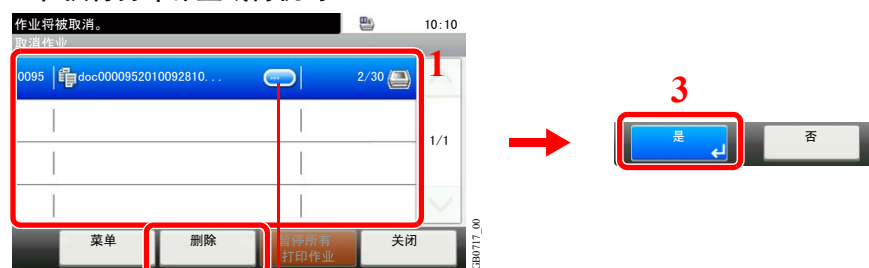 作业将被取消。
10:10
取消作业
1
0095 doc0000952010092810... ... 2/30
1/1
菜单 删除 暂停所有 关闭
打印作业
GB0717_00
3
是 否